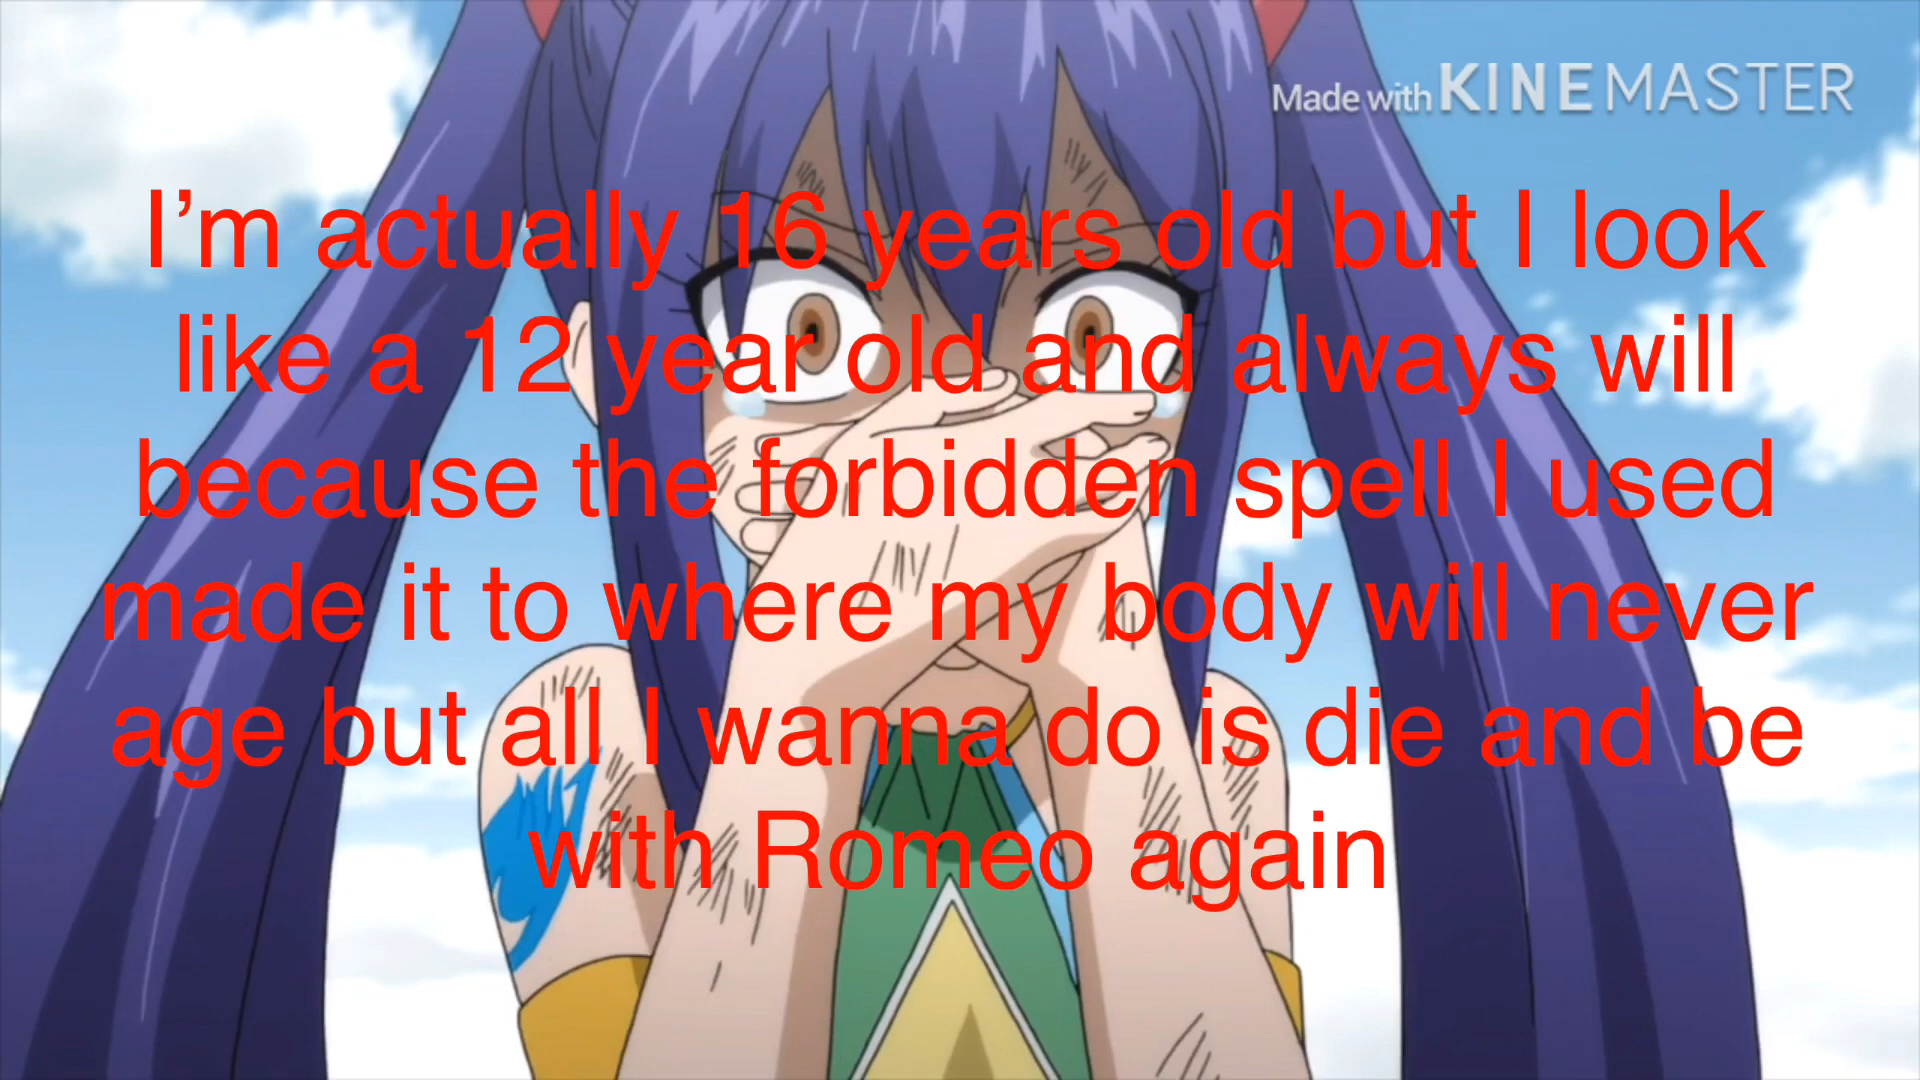 Made with KINEMASTER
I’m actually 16 years old but I look
like a 12 year old and always will
because the forbidden spell I used
made it to where my body will never
age but all I wanna do is die and be
with Romeo again